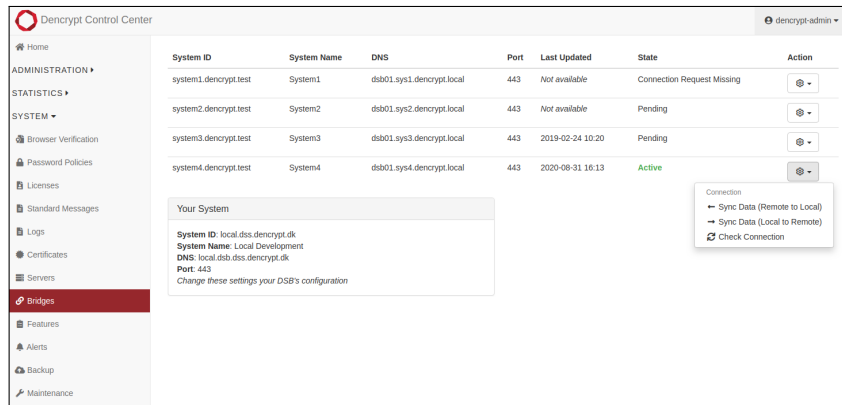 Dencrypt Control Center
dencrypt-admin
Home
ADMINISTRATION
STATISTICS
SYSTEM
Browser Verification
Password Policies
Licenses
Standard Messages
Logs
Certificates
Servers
Bridges
Features
Alerts
Backup
Maintenance
System ID System Name DNS Port Last Updated State Action
system1.dencrypt.test System1 dsb01.sys1.dencrypt.local 443 Not available Connection Request Missing
system2.dencrypt.test System2 dsb01.sys2.dencrypt.local 443 Not available Pending
system3.dencrypt.test System3 dsb01.sys3.dencrypt.local 443 2019-02-24 10:20 Pending
system4.dencrypt.test System4 dsb01.sys4.dencrypt.local 443 2020-08-31 16:13 Active
Connection
Sync Data (Remote to Local)
Sync Data (Local to Remote)
Check Connection
Your System
System ID: local.dss.dencrypt.dk
System Name: Local Development
DNS: local.dsb.dss.dencrypt.dk
Port: 443
Change these settings your DSB's configuration